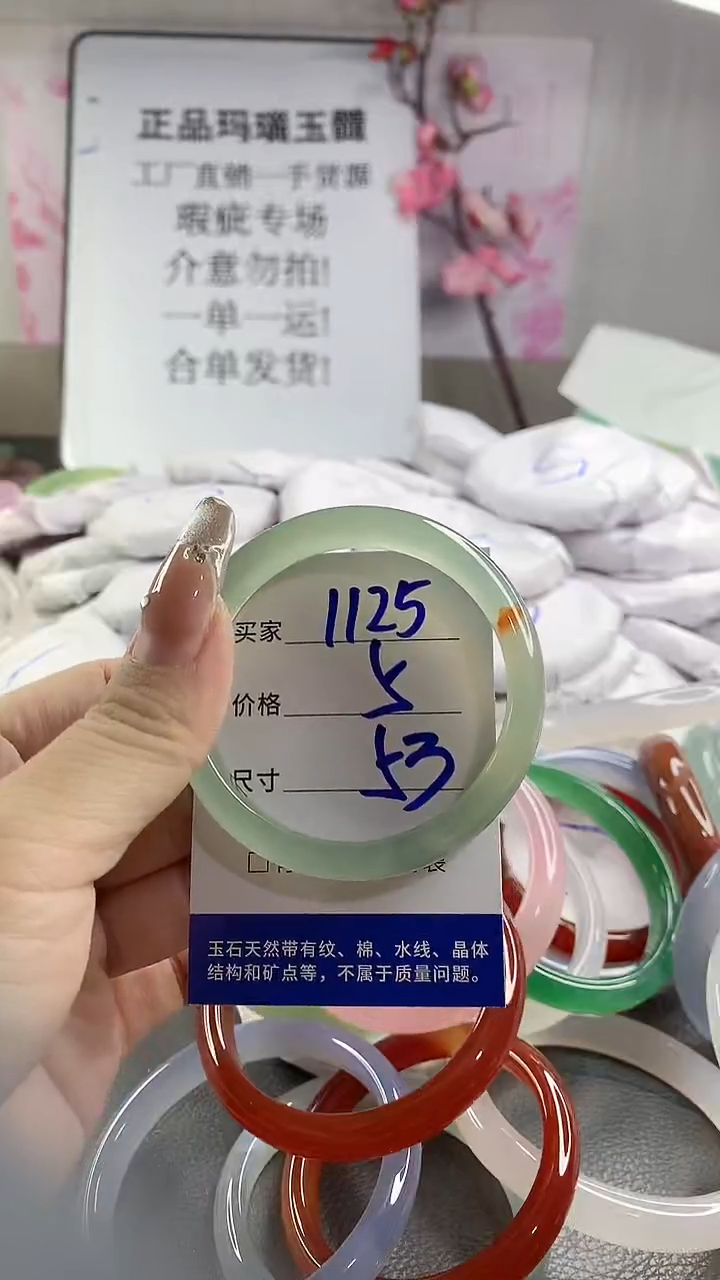 正品玛瑙玉髓
工厂直销一手货源
瑕疵专场
介意勿拍!
一单一运!
合单发货!
买家 1125
价格 5
尺寸 53
玉石天然带有纹、棉、水线、晶体
结构和矿点等，不属于质量问题。